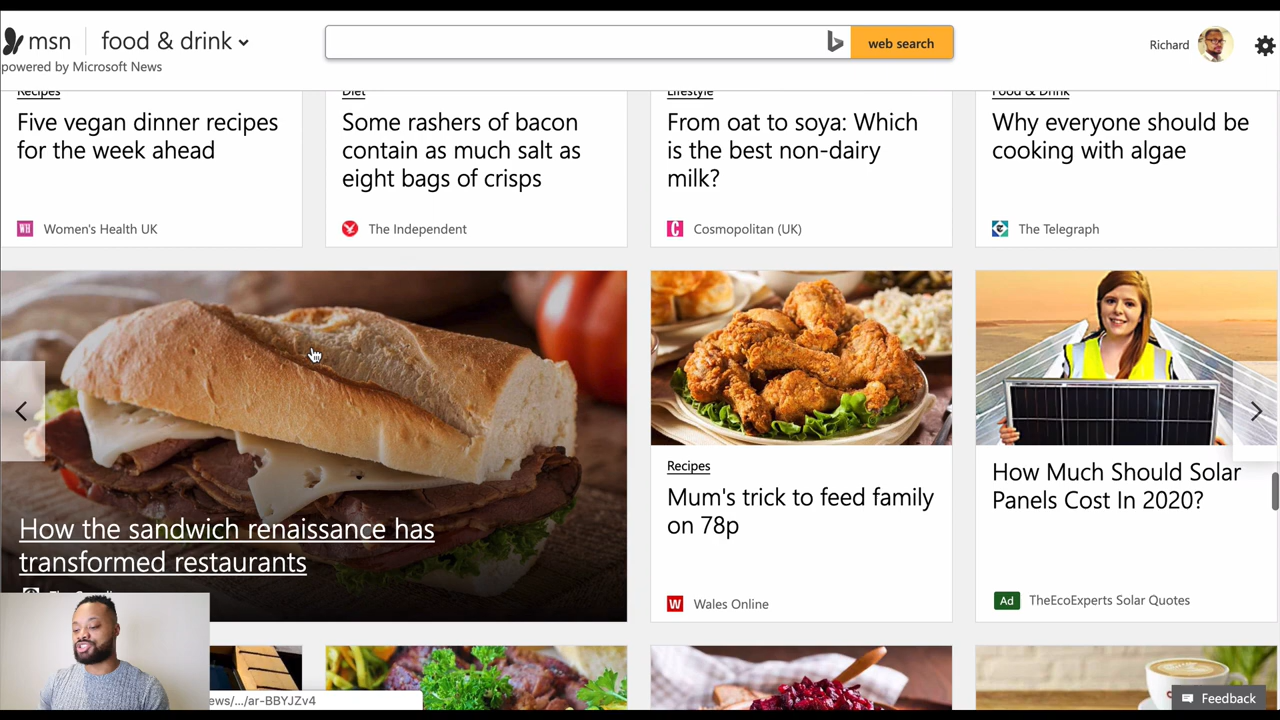 msn
food & drink
powered by Microsoft News
web search
Richard
Recipes
Five vegan dinner recipes
for the week ahead
Women's Health UK
Diet
Some rashers of bacon
contain as much salt as
eight bags of crisps
The Independent
Lifestyle
From oat to soya: Which
is the best non-dairy
milk?
Cosmopolitan (UK)
Food & Drink
Why everyone should be
cooking with algae
The Telegraph
How the sandwich renaissance has
transformed restaurants
Recipes
Mum's trick to feed family
on 78p
Wales Online
How Much Should Solar
Panels Cost In 2020?
Ad TheEcoExperts Solar Quotes
ews/.../ar-BBYJZv4
Feedback